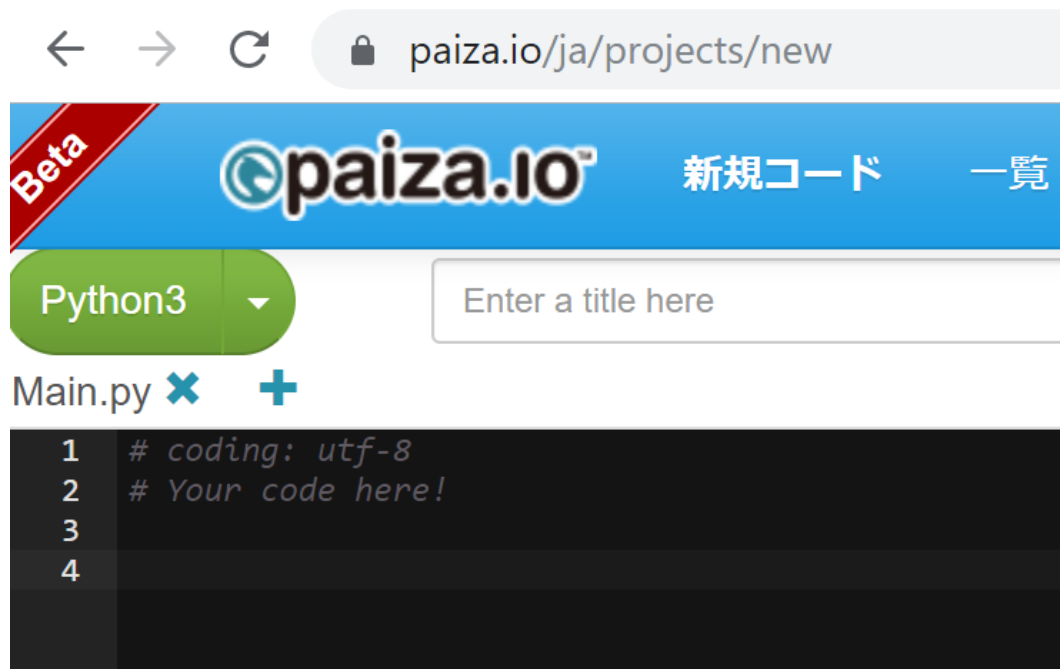 paiza.io/ja/projects/new
Beta
paiza.IO™ 新規コード 一覧
Python3 Enter a title here
Main.py
1 # coding: utf-8
2 # Your code here!
3
4